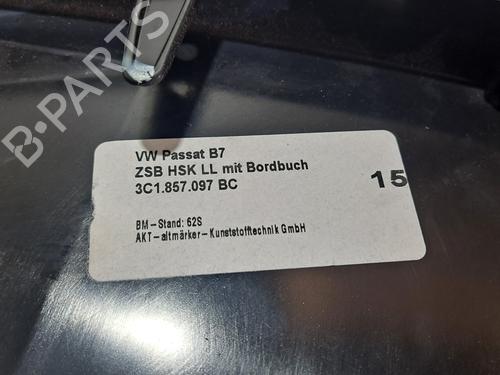 B-PARTS
VW Passat B7
ZSB HSK LL mit Bordbuch
3C1.857.097 BC
15
BM-Stand: 62S
AKT-altmärker-Kunststofftechnik GmbH